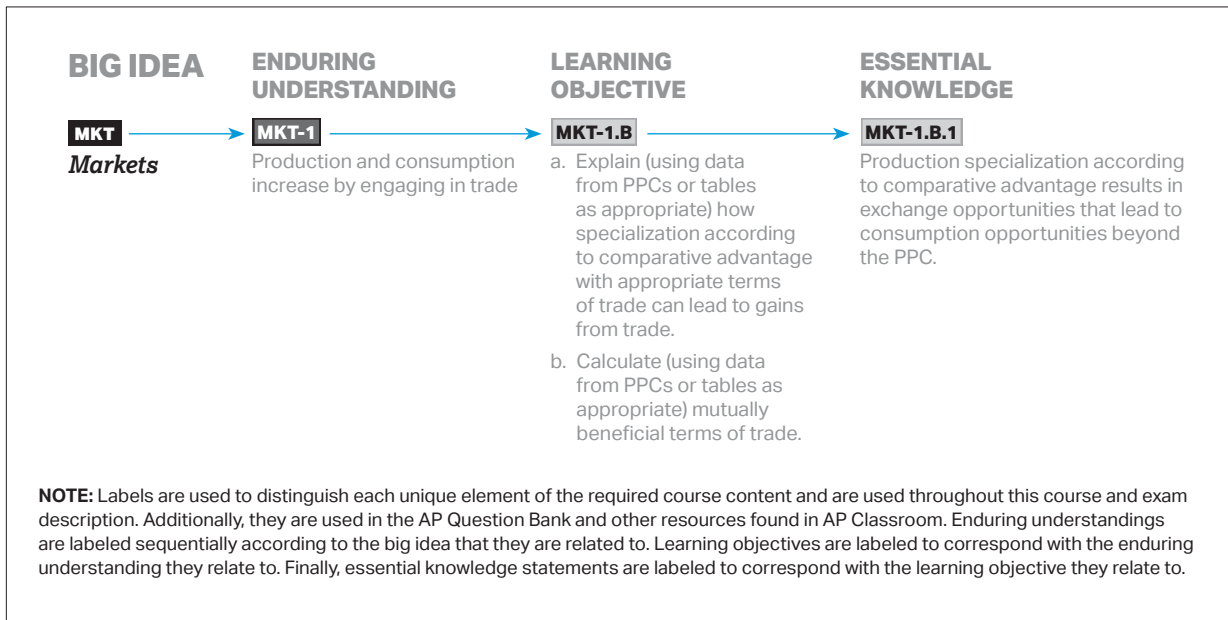 BIG IDEA
MKT
Markets
ENDURING
UNDERSTANDING
MKT-1
Production and consumption
increase by engaging in trade
LEARNING
OBJECTIVE
MKT-1.B
a. Explain (using data
from PPCs or tables
as appropriate) how
specialization according
to comparative advantage
with appropriate terms
of trade can lead to gains
from trade.
b. Calculate (using data
from PPCs or tables as
appropriate) mutually
beneficial terms of trade.
ESSENTIAL
KNOWLEDGE
MKT-1.B.1
Production specialization according
to comparative advantage results in
exchange opportunities that lead to
consumption opportunities beyond
the PPC.
NOTE: Labels are used to distinguish each unique element of the required course content and are used throughout this course and exam
description. Additionally, they are used in the AP Question Bank and other resources found in AP Classroom. Enduring understandings
are labeled sequentially according to the big idea that they are related to. Learning objectives are labeled to correspond with the enduring
understanding they relate to. Finally, essential knowledge statements are labeled to correspond with the learning objective they relate to.